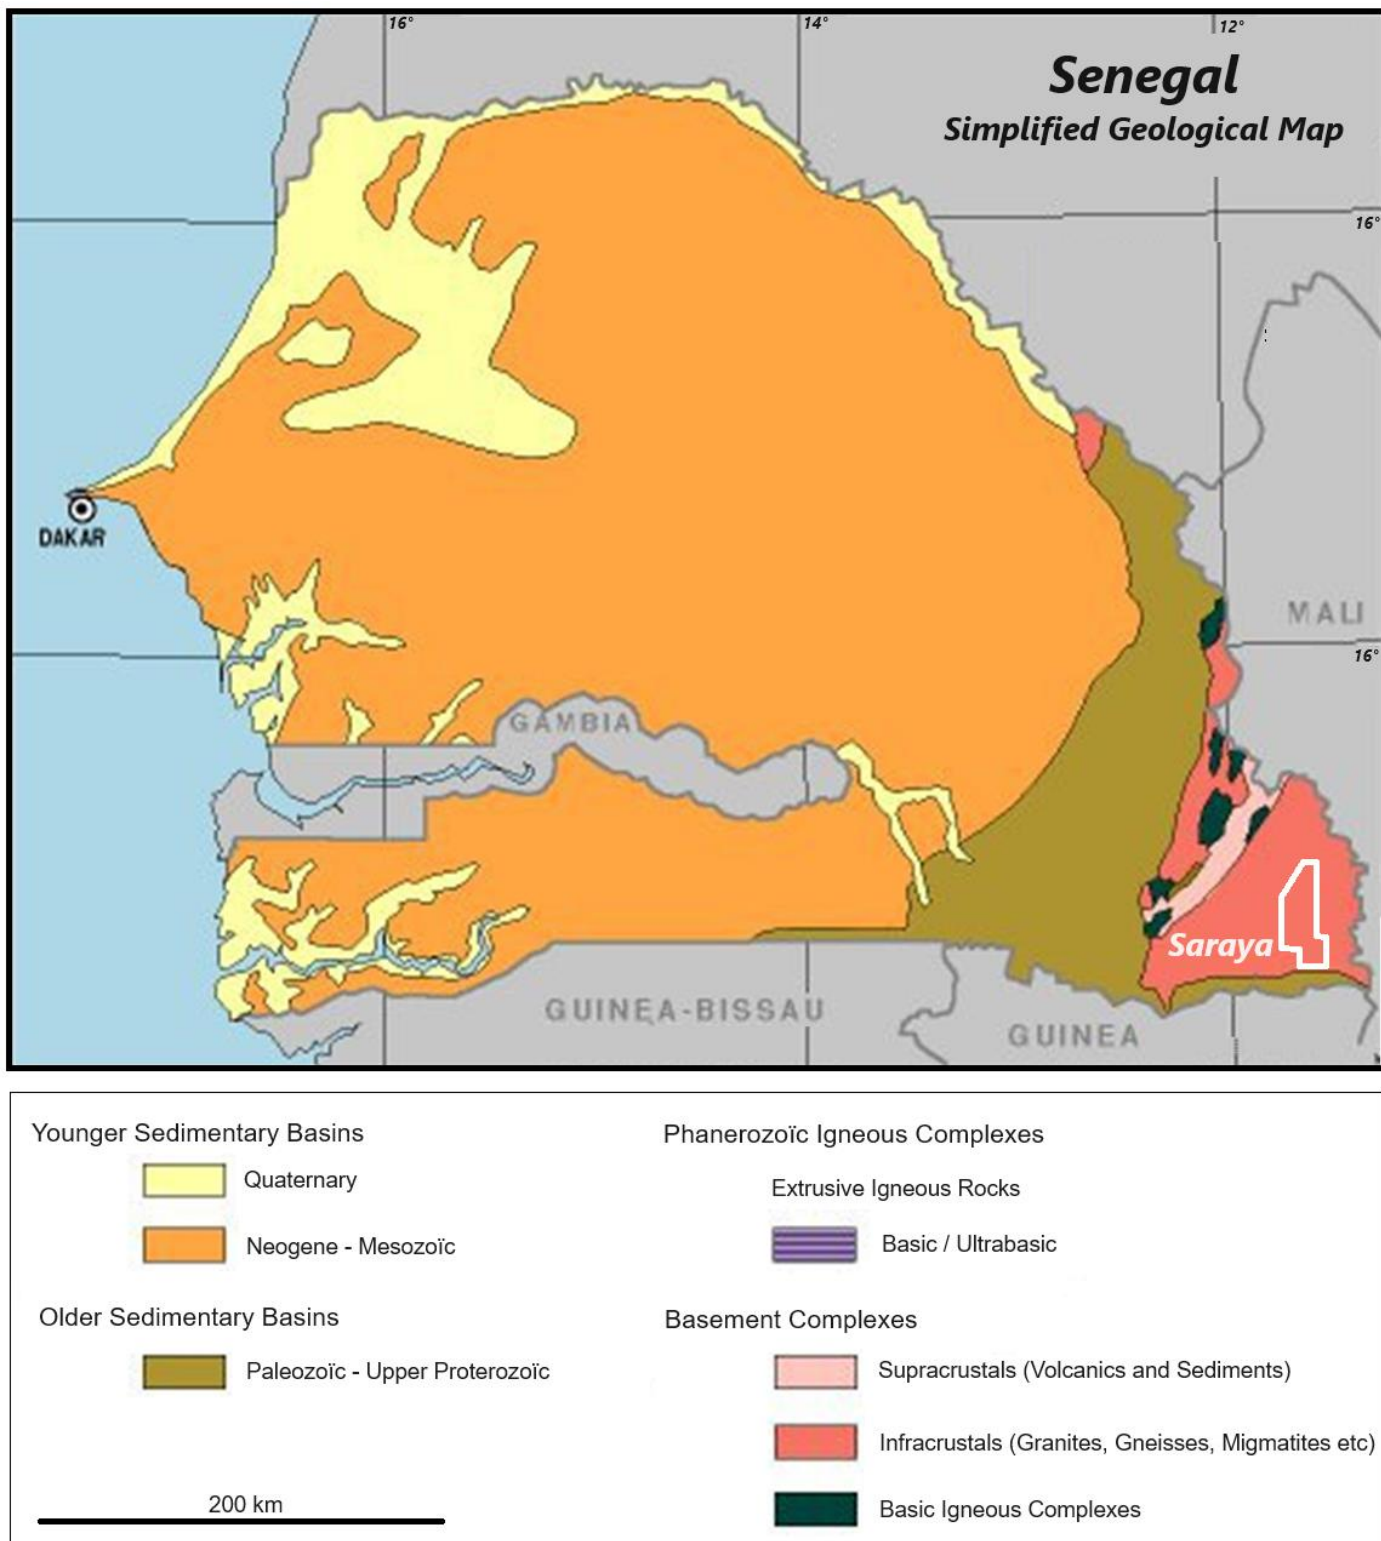 16°
14°
12°
Senegal
Simplified Geological Map
16°
DAKAR
MALI
16°
GAMBIA
Saraya
GUINEA-BISSAU
GUINEA
Younger Sedimentary Basins
Quaternary
Neogene - Mesozoïc
Older Sedimentary Basins
Paleozoïc - Upper Proterozoïc
200 km
Phanerozoïc Igneous Complexes
Extrusive Igneous Rocks
Basic / Ultrabasic
Basement Complexes
Supracrustals (Volcanics and Sediments)
Infracrustals (Granites, Gneisses, Migmatites etc)
Basic Igneous Complexes